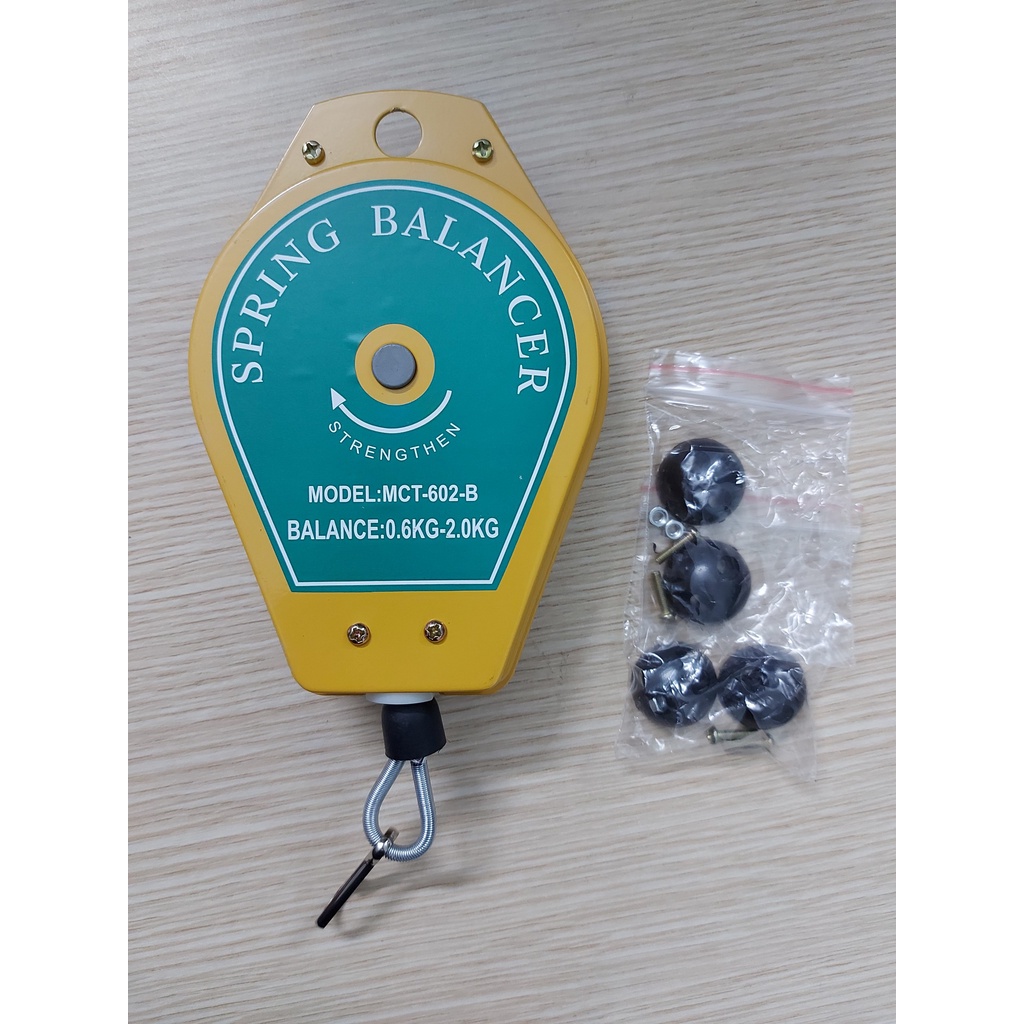 SPRING BALANCER
STRENGTHEN
MODEL:MCT-602-B
BALANCE:0.6KG-2.0KG